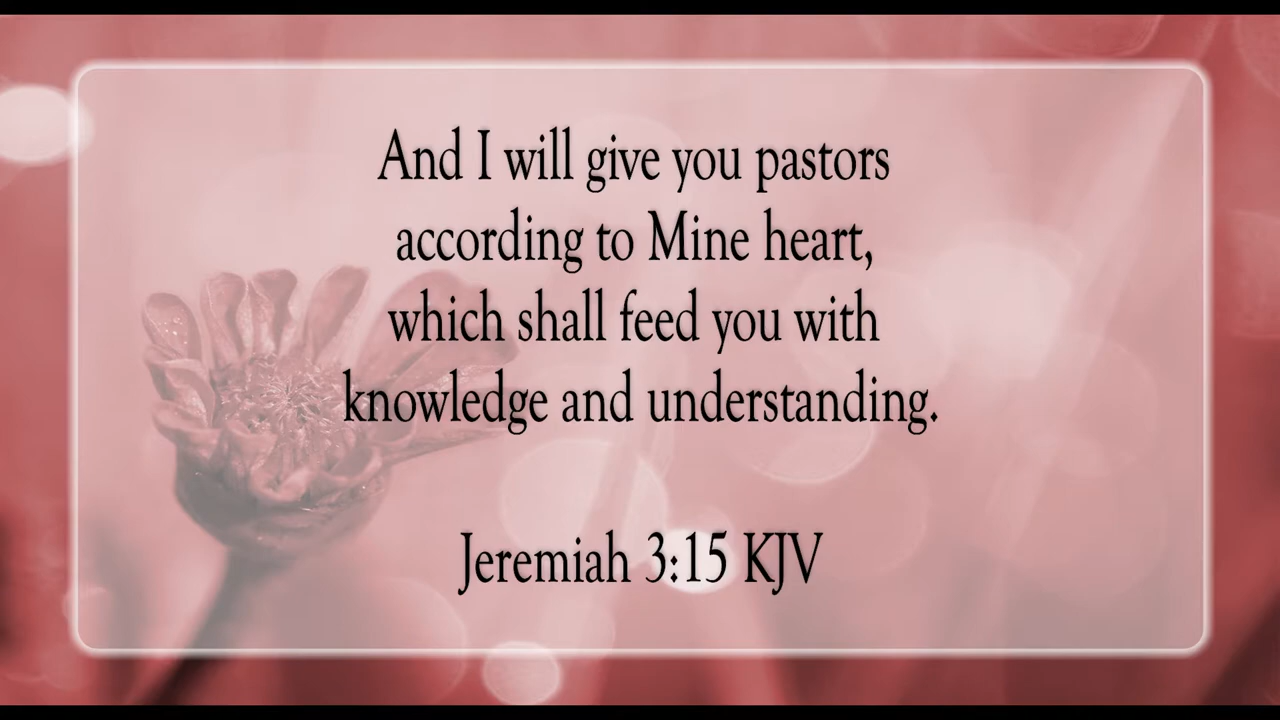 And I will give you pastors
according to Mine heart,
which shall feed you with
knowledge and understanding.
Jeremiah 3:15 KJV